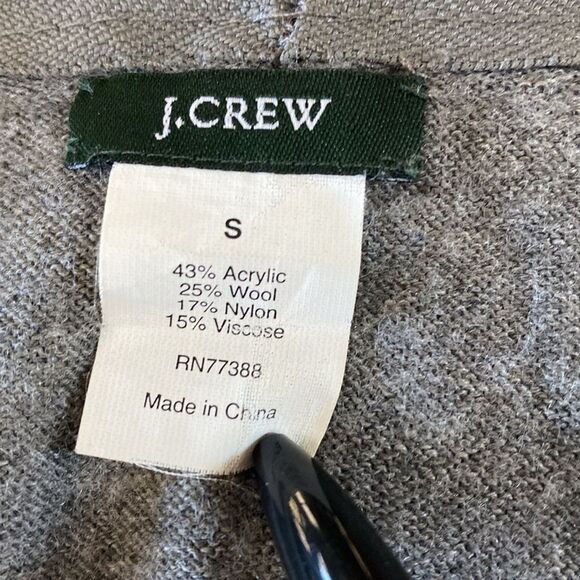 J.CREW
S
43% Acrylic
25% Wool
17% Nylon
15% Viscose
RN77388
Made in China